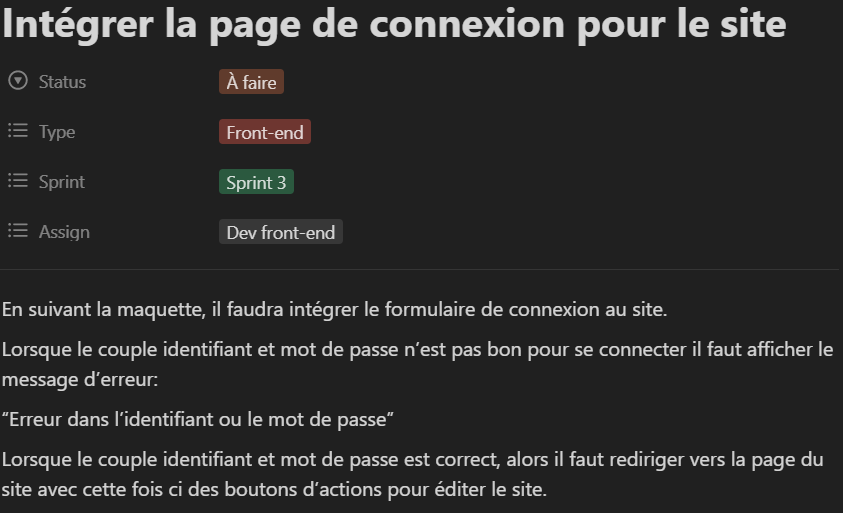 Intégrer la page de connexion pour le site
Status À faire
Type Front-end
Sprint Sprint 3
Assign Dev front-end
En suivant la maquette, il faudra intégrer le formulaire de connexion au site.
Lorsque le couple identifiant et mot de passe n’est pas bon pour se connecter il faut afficher le
message d’erreur:
“Erreur dans l’identifiant ou le mot de passe”
Lorsque le couple identifiant et mot de passe est correct, alors il faut rediriger vers la page du
site avec cette fois ci des boutons d’actions pour éditer le site.